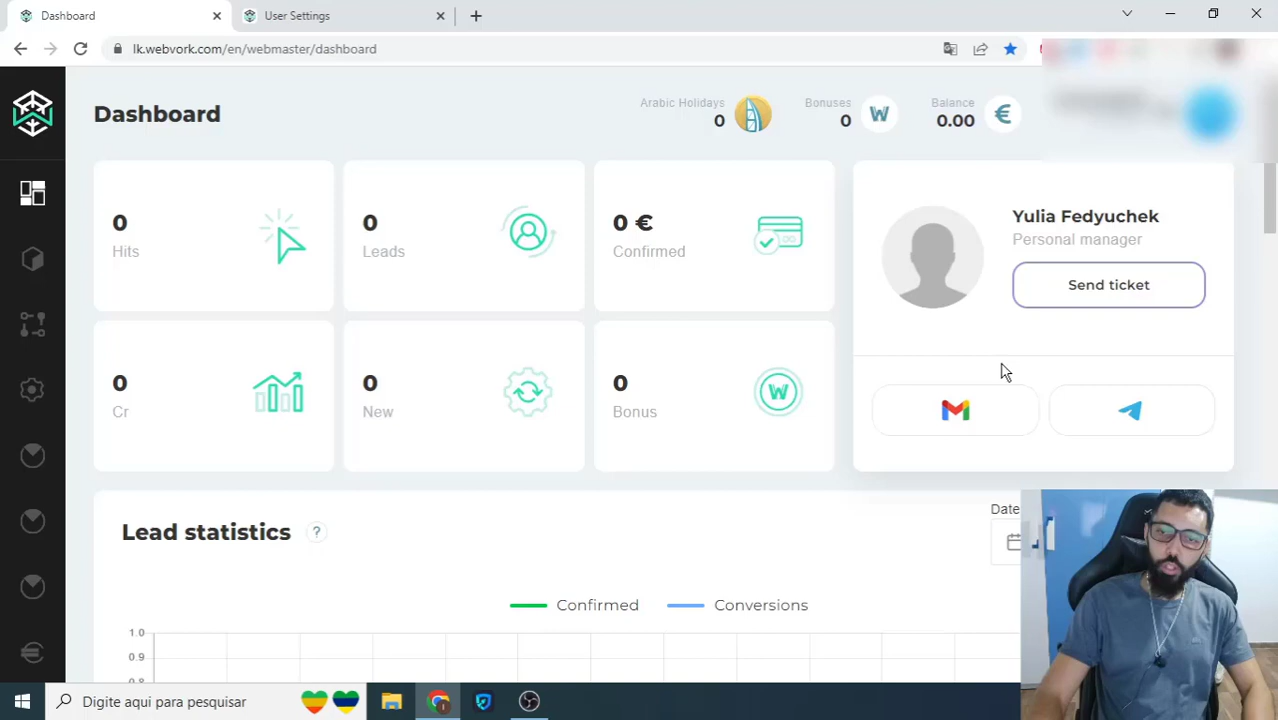 Dashboard
User Settings
lk.webvork.com/en/webmaster/dashboard
Dashboard
Arabic Holidays
0
Bonuses
0
W
Balance
0.00
€
0
Hits
0
Leads
0 €
Confirmed
Yulia Fedyuchek
Personal manager
Send ticket
0
Cr
0
New
0
Bonus
W
Lead statistics
?
Date
Confirmed
Conversions
1.0
0.9
0.8
Digite aqui para pesquisar